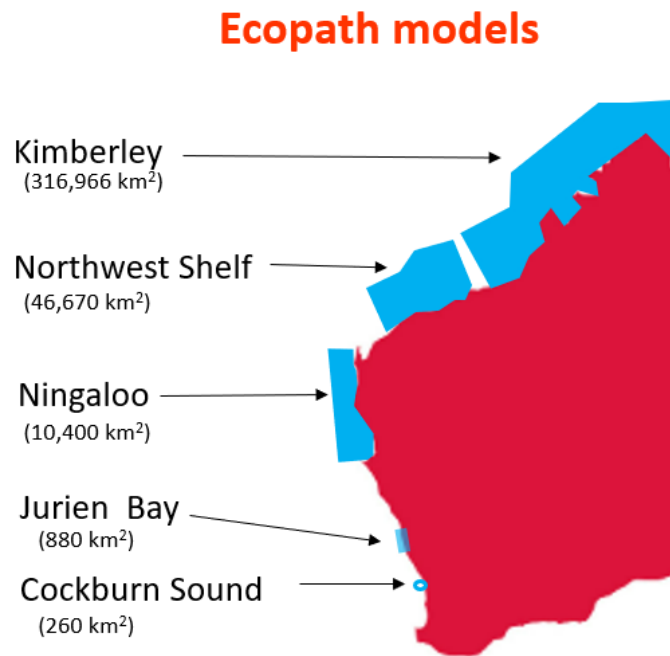 Ecopath models
Kimberley
(316,966 km²)
Northwest Shelf
(46,670 km²)
Ningaloo
(10,400 km²)
Jurien Bay
(880 km²)
Cockburn Sound
(260 km²)